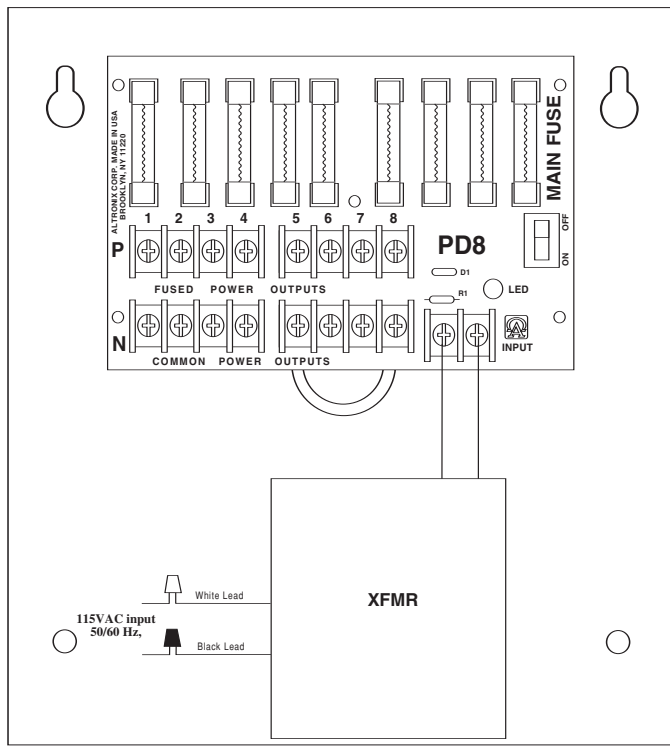 ALTRONIX CORP. MADE IN USA
BROOKLYN, NY 11220
MAIN FUSE
1 2 3 4 5 6 7 8
P
PD8
OFF
ON
D1
FUSED POWER OUTPUTS
LED
R1
N
INPUT
COMMON POWER OUTPUTS
White Lead
XFMR
115VAC input
50/60 Hz,
Black Lead